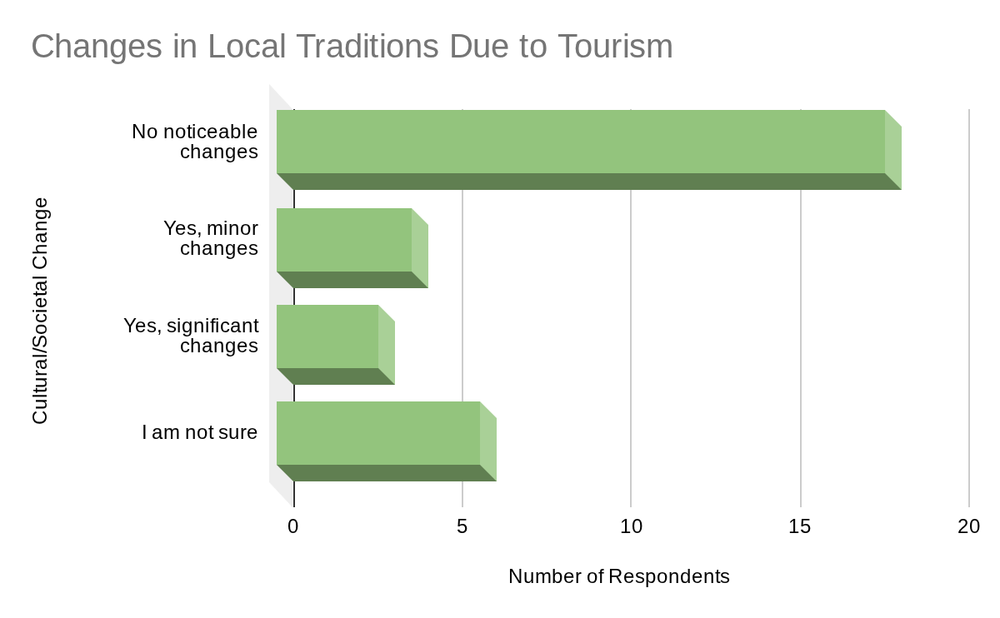 Changes in Local Traditions Due to Tourism
Cultural/Societal Change
No noticeable
changes
Yes, minor
changes
Yes, significant
changes
I am not sure
0 5 10 15 20
Number of Respondents